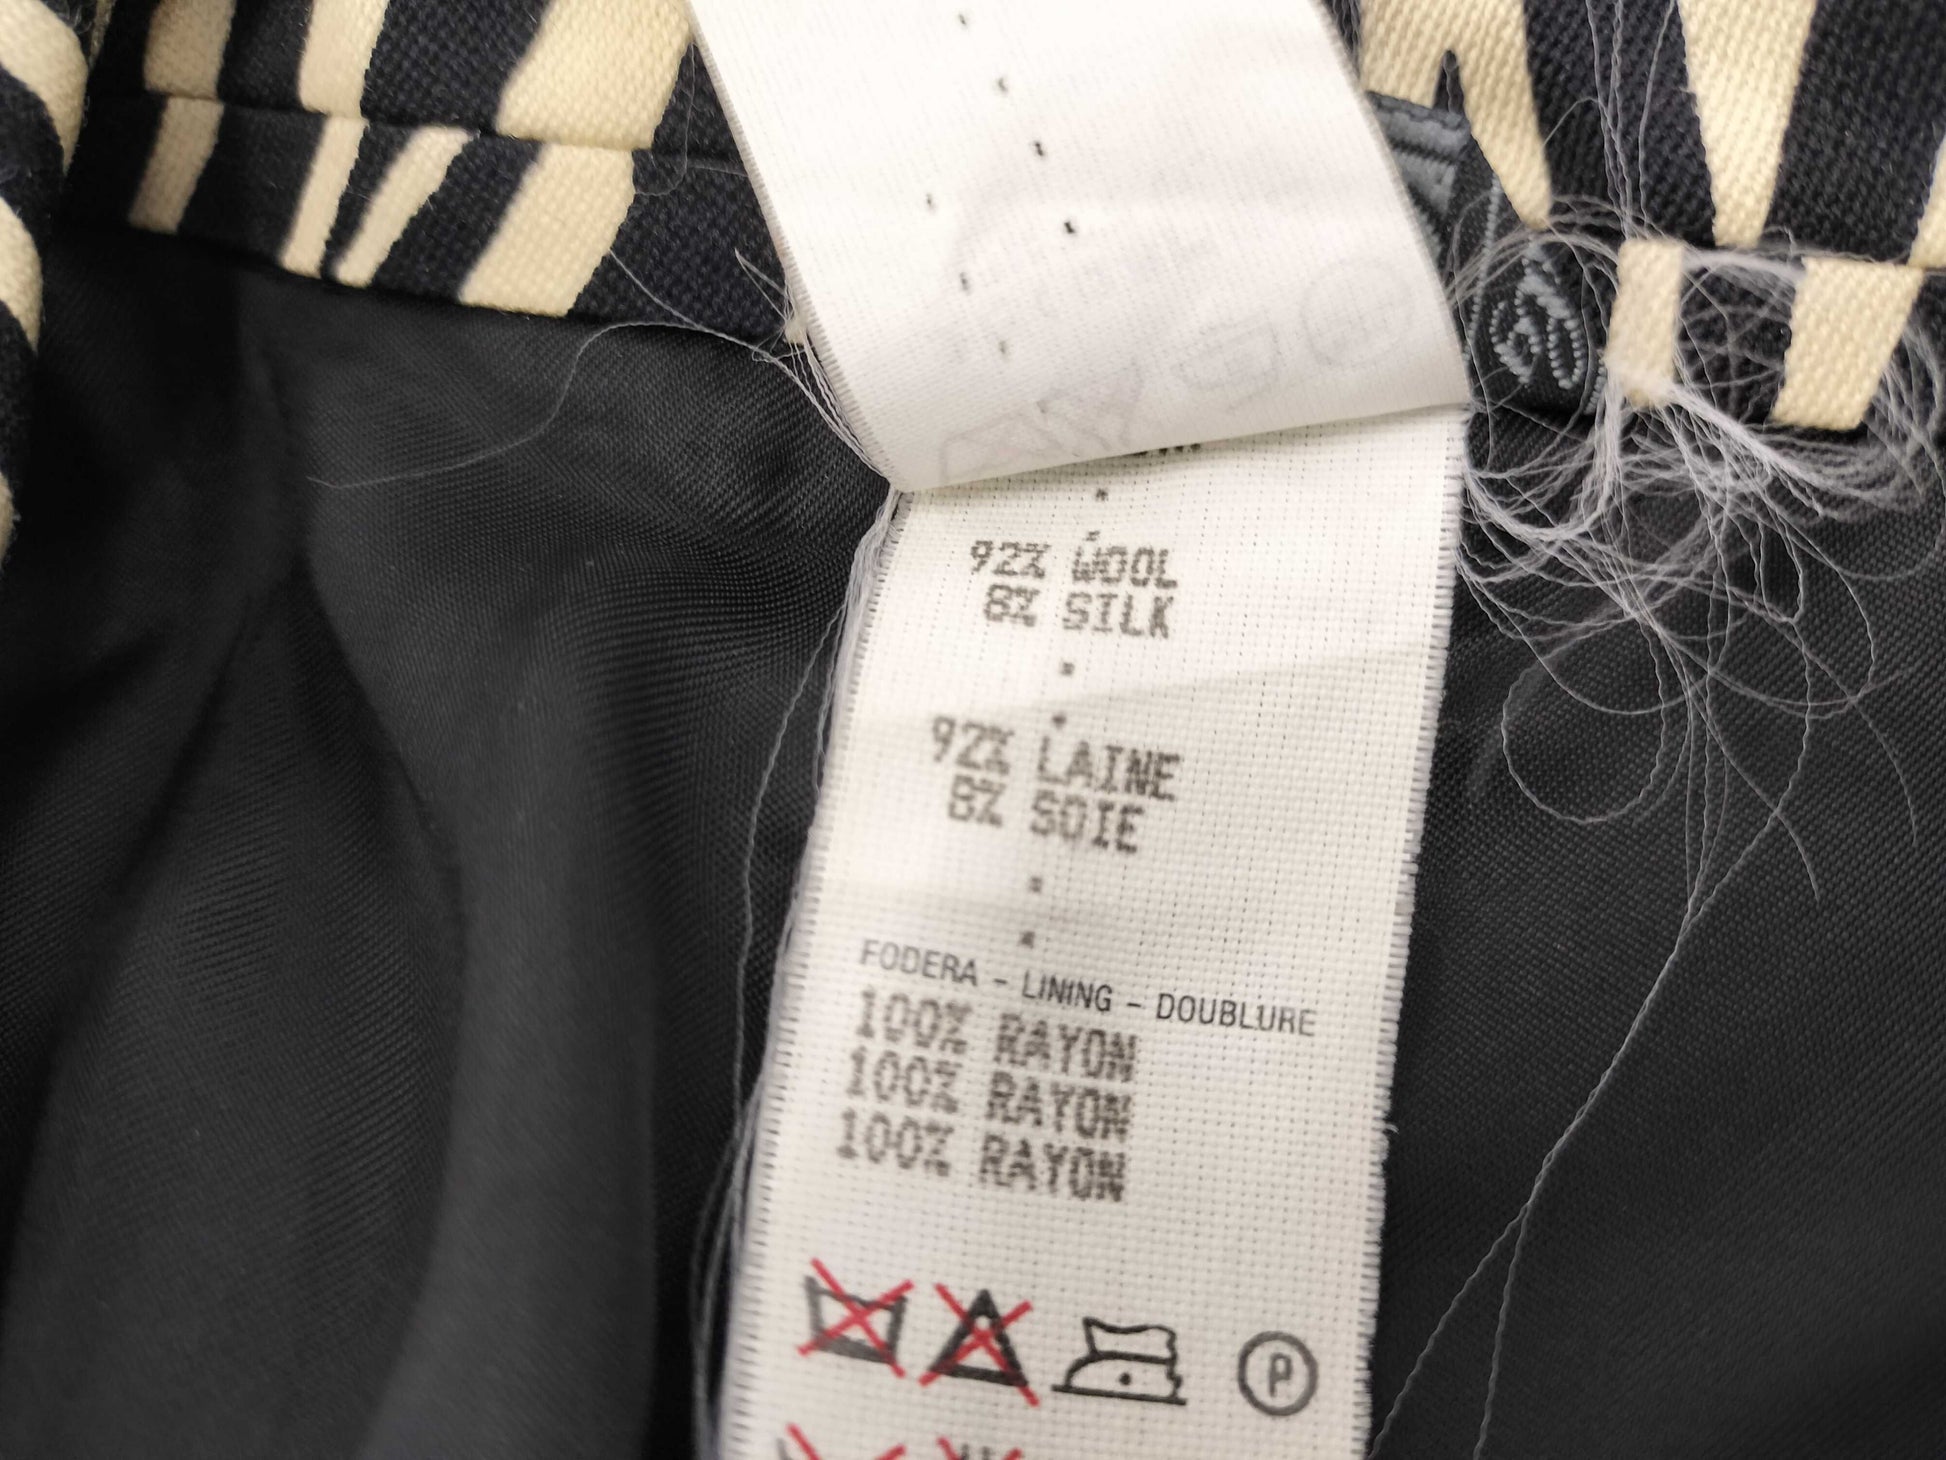 92% WOOL
8% SILK
92% LAINE
8% SOIE
FODERA - LINING - DOUBLURE
100% RAYON
100% RAYON
100% RAYON
P